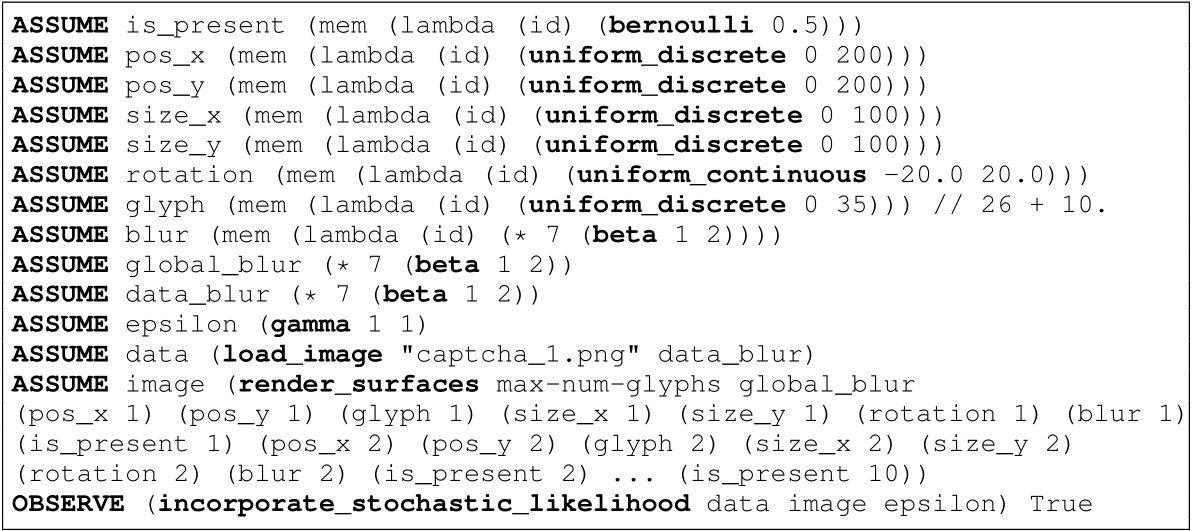 ASSUME is_present (mem (lambda (id) (bernoulli 0.5)))
ASSUME pos_x (mem (lambda (id) (uniform_discrete 0 200)))
ASSUME pos_y (mem (lambda (id) (uniform_discrete 0 200)))
ASSUME size_x (mem (lambda (id) (uniform_discrete 0 100)))
ASSUME size_y (mem (lambda (id) (uniform_discrete 0 100)))
ASSUME rotation (mem (lambda (id) (uniform_continuous -20.0 20.0)))
ASSUME glyph (mem (lambda (id) (uniform_discrete 0 35))) // 26 + 10.
ASSUME blur (mem (lambda (id) (* 7 (beta 1 2))))
ASSUME global_blur (* 7 (beta 1 2))
ASSUME data_blur (* 7 (beta 1 2))
ASSUME epsilon (gamma 1 1)
ASSUME data (load_image "captcha_1.png" data_blur)
ASSUME image (render_surfaces max-num-glyphs global_blur
(pos_x 1) (pos_y 1) (glyph 1) (size_x 1) (size_y 1) (rotation 1) (blur 1)
(is_present 1) (pos_x 2) (pos_y 2) (glyph 2) (size_x 2) (size_y 2)
(rotation 2) (blur 2) (is_present 2) ... (is_present 10))
OBSERVE (incorporate_stochastic_likelihood data image epsilon) True